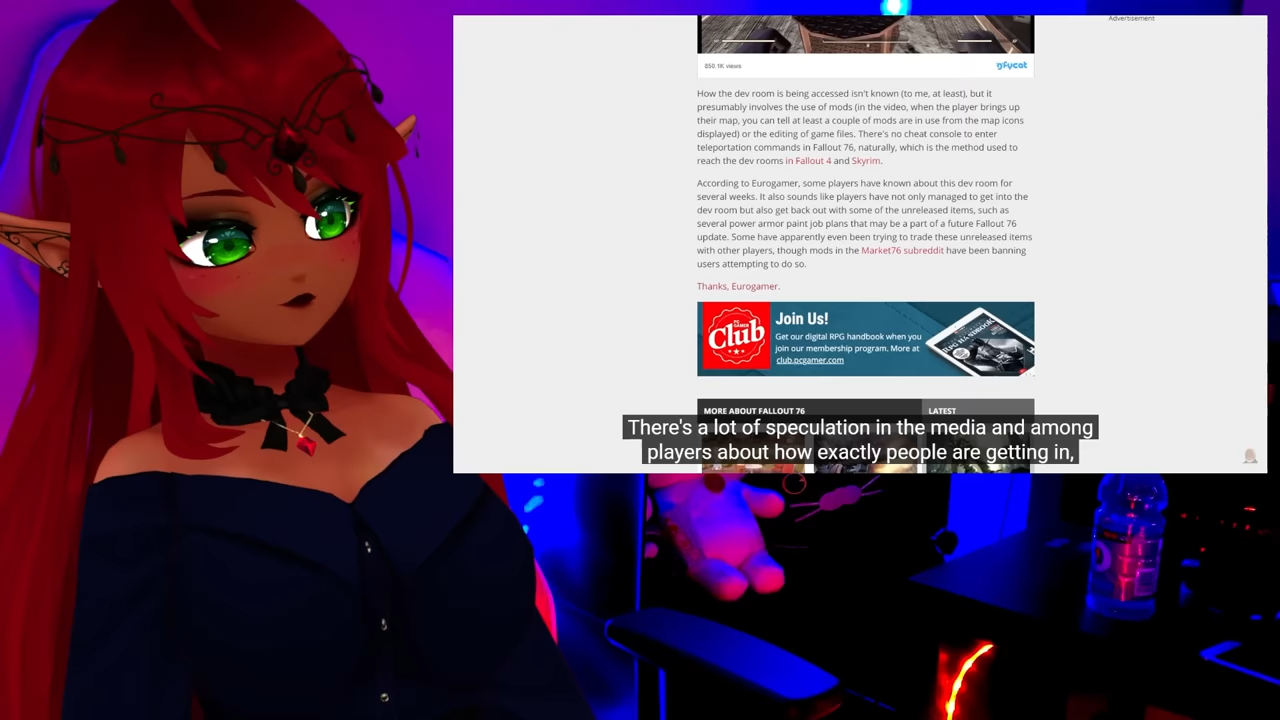 Advertisement
850.1K views
gfycat
How the dev room is being accessed isn't known (to me, at least), but it
presumably involves the use of mods (in the video, when the player brings up
their map, you can tell at least a couple of mods are in use from the map icons
displayed) or the editing of game files. There's no cheat console to enter
teleportation commands in Fallout 76, naturally, which is the method used to
reach the dev rooms in Fallout 4 and Skyrim.
According to Eurogamer, some players have known about this dev room for
several weeks. It also sounds like players have not only managed to get into the
dev room but also get back out with some of the unreleased items, such as
several power armor paint job plans that may be a part of a future Fallout 76
update. Some have apparently even been trying to trade these unreleased items
with other players, though mods in the Market76 subreddit have been banning
users attempting to do so.
Thanks, Eurogamer.
PC GAMER
Club
Join Us!
Get our digital RPG handbook when you
join our membership program. More at
club.pcgamer.com
RPG HANDBOOK
MORE ABOUT FALLOUT 76
LATEST
There's a lot of speculation in the media and among
players about how exactly people are getting in,